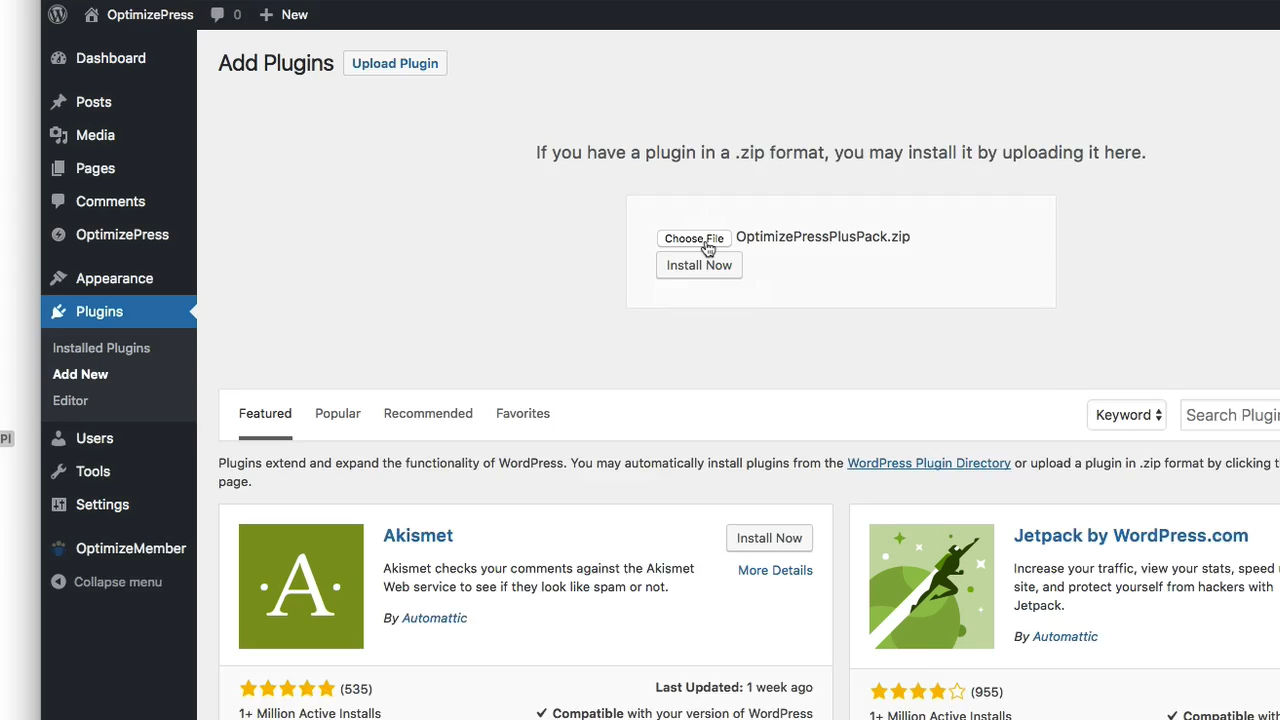 OptimizePress 0 New
Dashboard
Posts
Media
Pages
Comments
OptimizePress
Appearance
Plugins
Installed Plugins
Add New
Editor
Users
Tools
Settings
OptimizeMember
Collapse menu
Pl
Add Plugins Upload Plugin
If you have a plugin in a .zip format, you may install it by uploading it here.
Choose File OptimizePressPlusPack.zip
Install Now
Featured Popular Recommended Favorites Keyword Search Plugin
Plugins extend and expand the functionality of WordPress. You may automatically install plugins from the WordPress Plugin Directory or upload a plugin in .zip format by clicking t
page.
A
Akismet Install Now
More Details
Akismet checks your comments against the Akismet
Web service to see if they look like spam or not.
By Automattic
(535) Last Updated: 1 week ago
1+ Million Active Installs Compatible with your version of WordPress
Jetpack by WordPress.com
Increase your traffic, view your stats, speed
site, and protect yourself from hackers with
Jetpack.
By Automattic
(955)
1+ Million Active Installs Compatible with